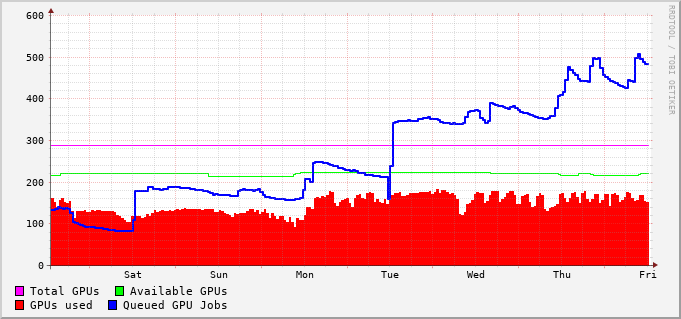 RRDTOOL / TOBI OETIKER
600
500
400
300
200
100
0
Sat Sun Mon Tue Wed Thu Fri
Total GPUs Available GPUs
GPUs used Queued GPU Jobs